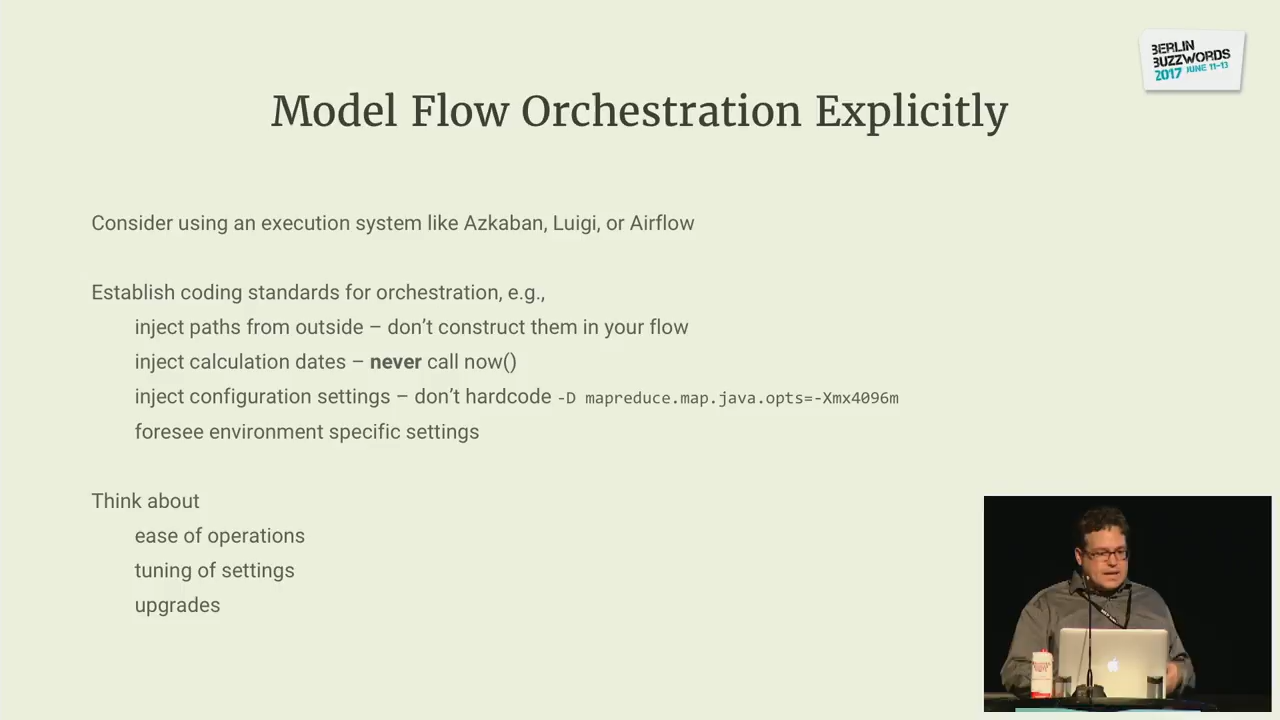 BERLIN
BUZZWORDS
2017 JUNE 11-13
Model Flow Orchestration Explicitly
Consider using an execution system like Azkaban, Luigi, or Airflow
Establish coding standards for orchestration, e.g.,
inject paths from outside – don’t construct them in your flow
inject calculation dates – never call now()
inject configuration settings – don’t hardcode -D mapreduce.map.java.opts=-Xmx4096m
foresee environment specific settings
Think about
ease of operations
tuning of settings
upgrades